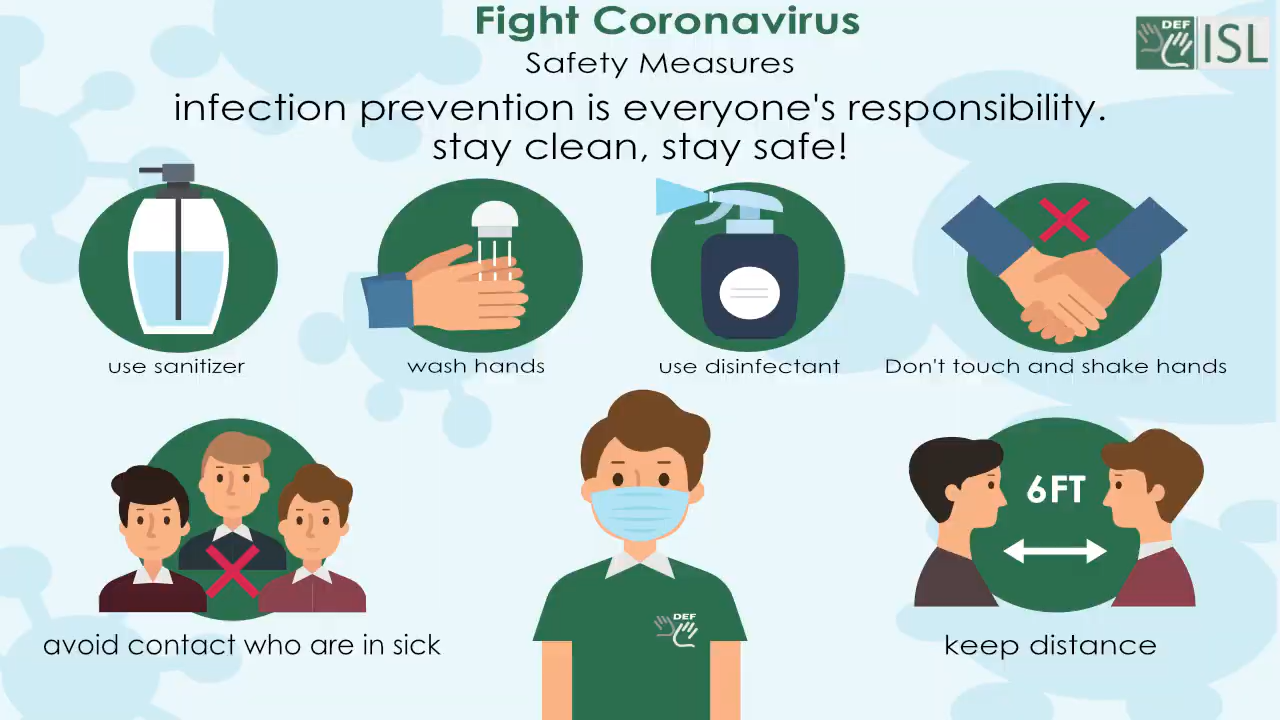 Fight Coronavirus
Safety Measures
infection prevention is everyone's responsibility.
stay clean, stay safe!
DEF
ISL
use sanitizer
wash hands
use disinfectant
Don't touch and shake hands
6FT
DEF
avoid contact who are in sick
keep distance